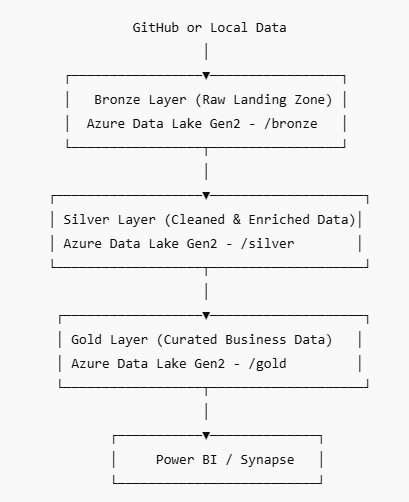 GitHub or Local Data
Bronze Layer (Raw Landing Zone)
Azure Data Lake Gen2 - /bronze
Silver Layer (Cleaned & Enriched Data)
Azure Data Lake Gen2 - /silver
Gold Layer (Curated Business Data)
Azure Data Lake Gen2 - /gold
Power BI / Synapse